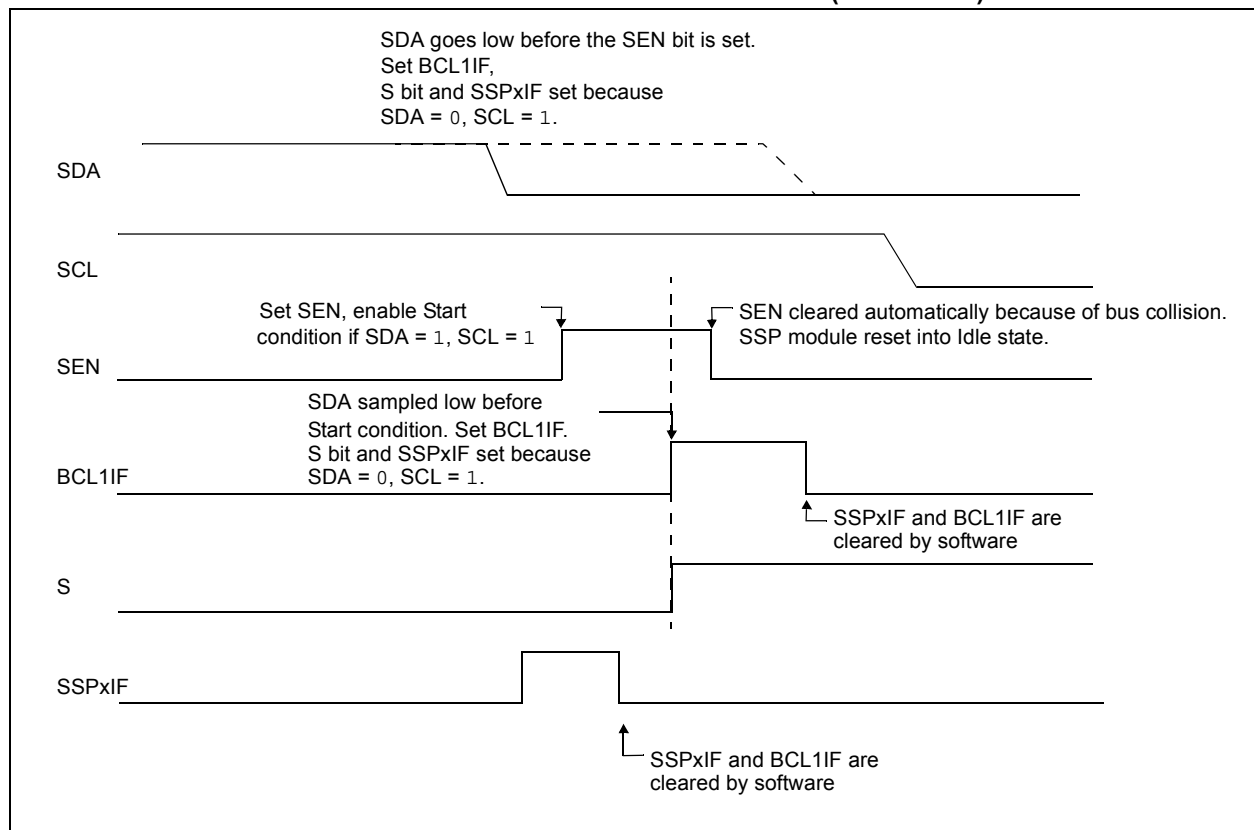 SDA goes low before the SEN bit is set.
Set BCL1IF,
S bit and SSPxIF set because
SDA = 0, SCL = 1.
SDA
SCL
Set SEN, enable Start
condition if SDA = 1, SCL = 1
SEN cleared automatically because of bus collision.
SSP module reset into Idle state.
SEN
SDA sampled low before
Start condition. Set BCL1IF.
S bit and SSPxIF set because
SDA = 0, SCL = 1.
BCL1IF
SSPxIF and BCL1IF are
cleared by software
S
SSPxIF
SSPxIF and BCL1IF are
cleared by software